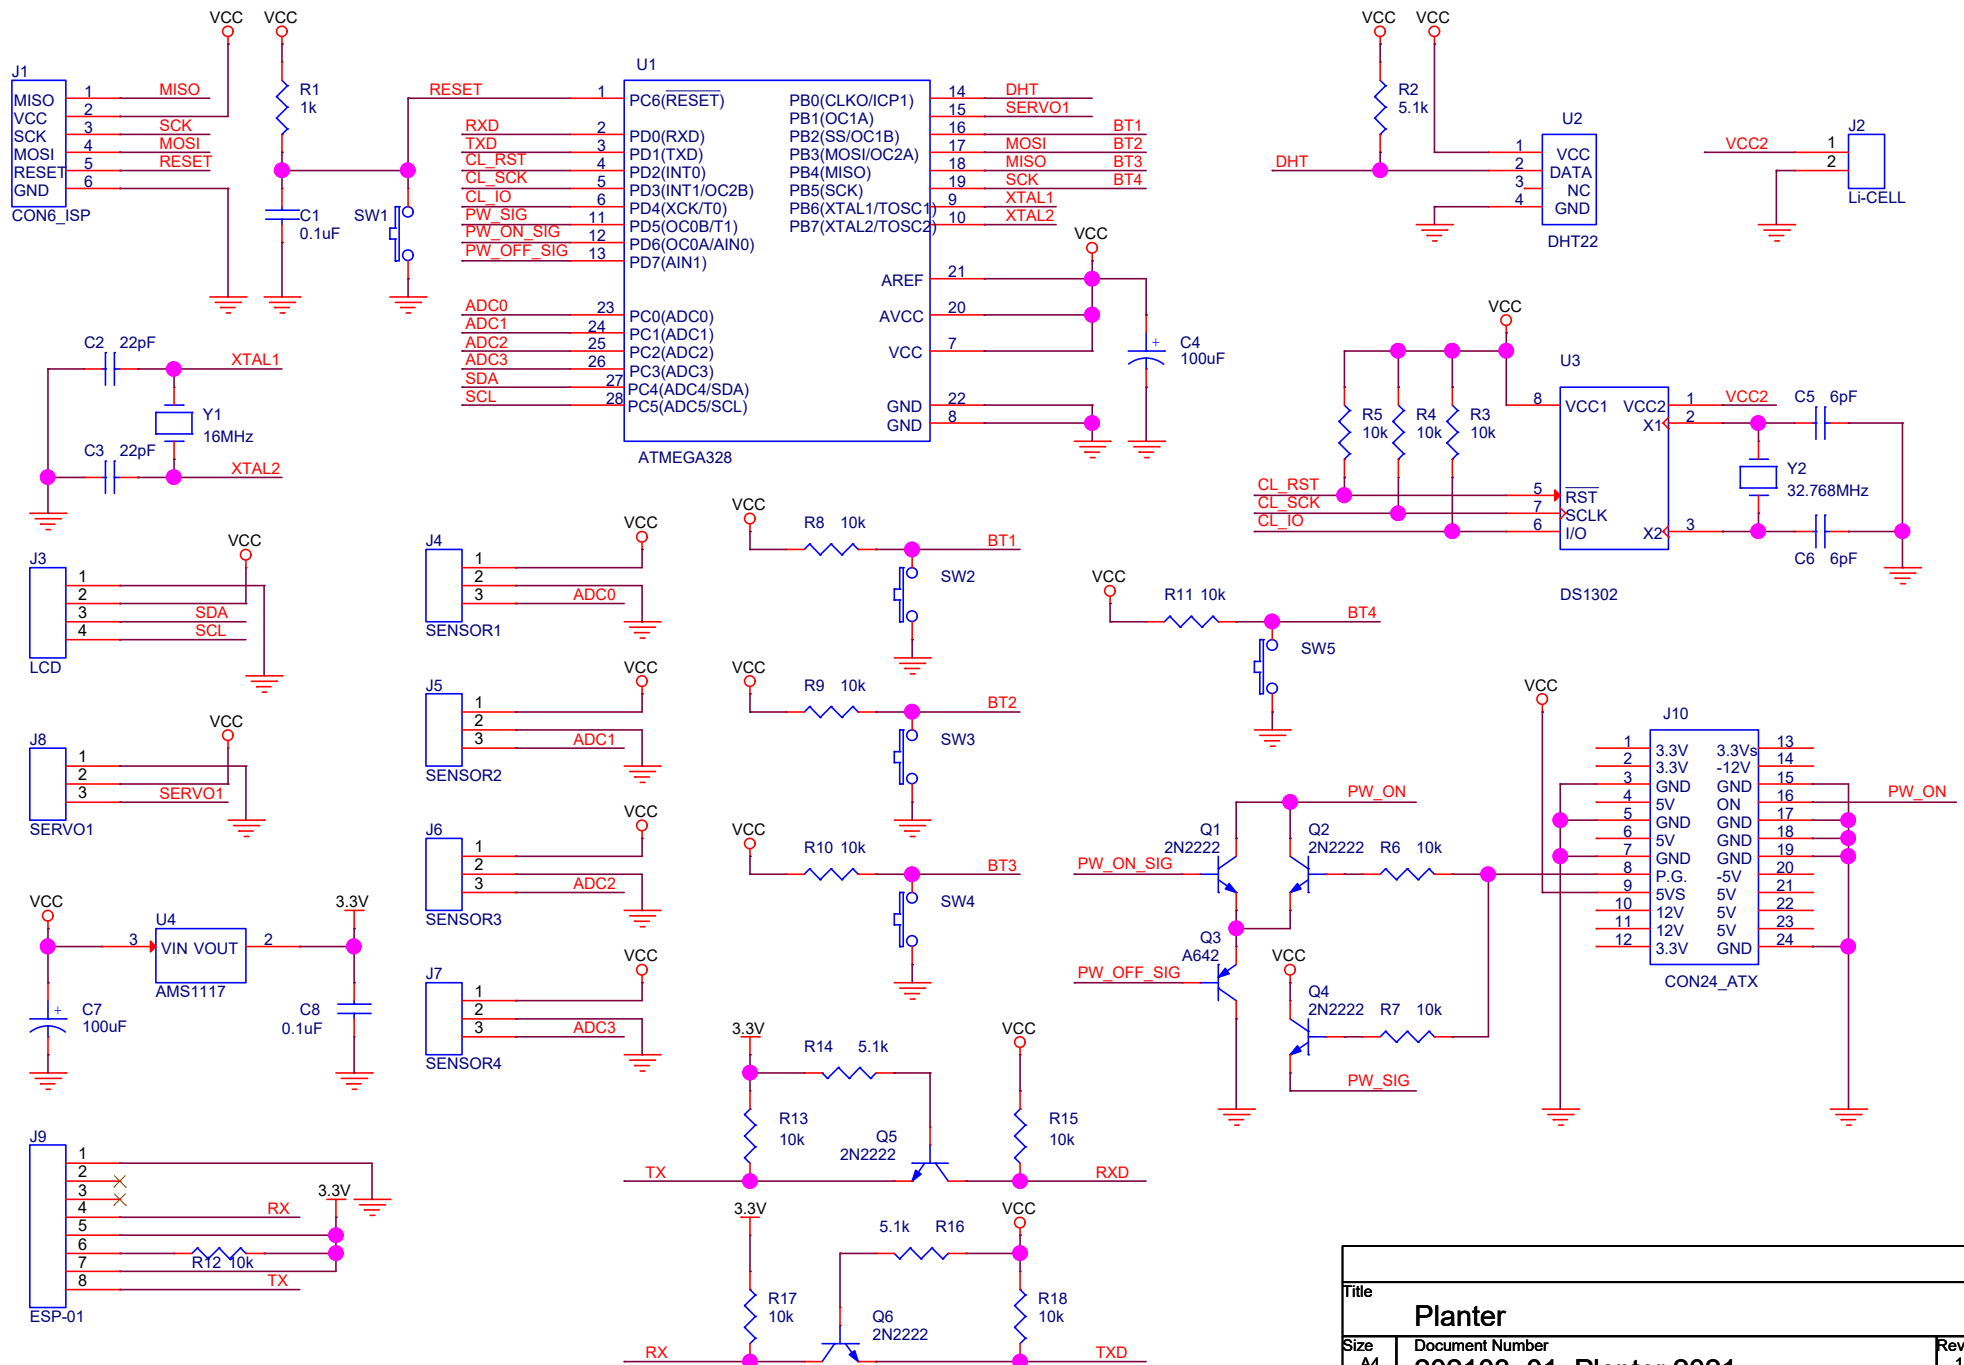 VCC
VCC
J1
MISO
VCC
SCK
MOSI
RESET
GND
1
2
3
4
5
6
MISO
SCK
MOSI
RESET
CON6_ISP
R1
1k
C1
0.1uF
SW1
RESET
U1
1
PC6(RESET)
RXD
2
PD0(RXD)
TXD
3
PD1(TXD)
CL_RST
4
PD2(INT0)
CL_SCK
5
PD3(INT1/OC2B)
CL_IO
6
PD4(XCK/T0)
PW_SIG
11
PD5(OC0B/T1)
PW_ON_SIG
12
PD6(OC0A/AIN0)
PW_OFF_SIG
13
PD7(AIN1)
ADC0
23
PC0(ADC0)
ADC1
24
PC1(ADC1)
ADC2
25
PC2(ADC2)
ADC3
26
PC3(ADC3)
SDA
27
PC4(ADC4/SDA)
SCL
28
PC5(ADC5/SCL)
ATMEGA328
PB0(CLKO/ICP1)
14
DHT
PB1(OC1A)
15
SERVO1
PB2(SS/OC1B)
16
BT1
PB3(MOSI/OC2A)
17
MOSI
BT2
PB4(MISO)
18
MISO
BT3
PB5(SCK)
19
SCK
BT4
PB6(XTAL1/TOSC1)
9
XTAL1
PB7(XTAL2/TOSC2)
10
XTAL2
VCC
AREF
21
AVCC
20
VCC
7
GND
22
GND
8
C4
100uF
+
VCC
VCC
R2
5.1k
DHT
U2
1
2
3
4
VCC
DATA
NC
GND
DHT22
VCC2
J2
1
2
Li-CELL
C2 22pF
XTAL1
Y1
16MHz
C3 22pF
XTAL2
VCC
R5
10k
R4
10k
R3
10k
U3
8
VCC1
VCC2
1
VCC2
X1
2
CL_RST
5
RST
CL_SCK
7
SCLK
CL_IO
6
I/O
X2
3
DS1302
C5 6pF
Y2
32.768MHz
C6 6pF
J3
VCC
1
2
3
4
SDA
SCL
LCD
J4
VCC
1
2
3
ADC0
SENSOR1
VCC
R8 10k
BT1
SW2
VCC
R11 10k
BT4
SW5
J5
VCC
1
2
3
ADC1
SENSOR2
VCC
R9 10k
BT2
SW3
J8
VCC
1
2
3
SERVO1
SERVO1
J6
VCC
1
2
3
ADC2
SENSOR3
VCC
R10 10k
BT3
SW4
PW_ON
Q1
2N2222
PW_ON_SIG
Q2
2N2222
R6 10k
Q3
A642
PW_OFF_SIG
VCC
Q4
2N2222
R7 10k
PW_SIG
VCC
J10
1
2
3
4
5
6
7
8
9
10
11
12
3.3V
3.3V
GND
5V
GND
5V
GND
P.G.
5VS
12V
12V
3.3V
3.3Vs
-12V
GND
ON
GND
GND
GND
-5V
5V
5V
5V
GND
13
14
15
16
17
18
19
20
21
22
23
24
PW_ON
CON24_ATX
VCC
U4
3
VIN VOUT
2
AMS1117
3.3V
C7
100uF
+
C8
0.1uF
J7
VCC
1
2
3
ADC3
SENSOR4
3.3V
R14 5.1k
VCC
R13
10k
Q5
2N2222
R15
10k
TX
RXD
J9
1
2
3
4
5
6
7
8
RX
3.3V
R12 10k
TX
ESP-01
3.3V
5.1k R16
VCC
R17
10k
Q6
2N2222
R18
10k
RX
TXD
Title
Planter
Size
A4
Document Number
202103_01_Planter 2021
Rev
1